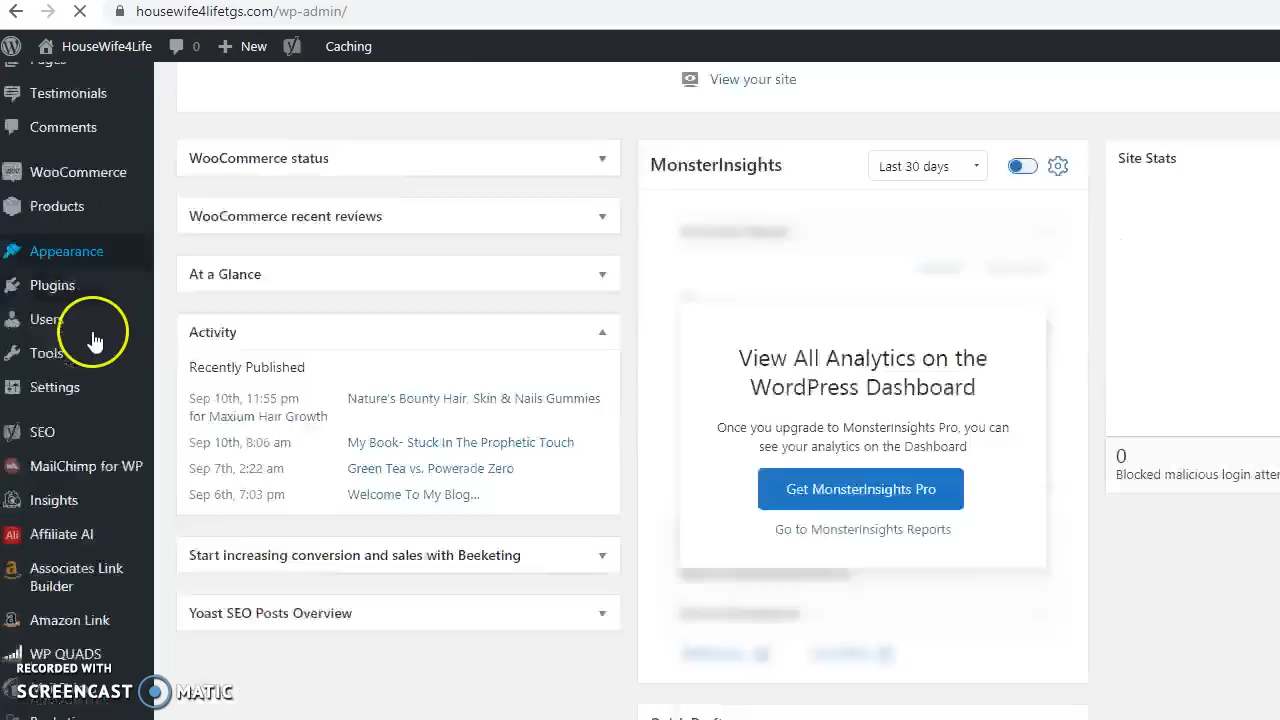 housewife4lifetgs.com/wp-admin/
HouseWife4Life 0 New Caching
Pages
Testimonials
Comments
WooCommerce
Products
Appearance
Plugins
Users
Tools
Settings
SEO
MailChimp for WP
Insights
Affiliate AI
Associates Link
Builder
Amazon Link
WP QUADS
RECORDED WITH
SCREENCAST MATIC
View your site
WooCommerce status
WooCommerce recent reviews
At a Glance
Activity
Recently Published
Sep 10th, 11:55 pm Nature's Bounty Hair, Skin & Nails Gummies
for Maxium Hair Growth
Sep 10th, 8:06 am My Book- Stuck In The Prophetic Touch
Sep 7th, 2:22 am Green Tea vs. Powerade Zero
Sep 6th, 7:03 pm Welcome To My Blog...
Start increasing conversion and sales with Beeketing
Yoast SEO Posts Overview
MonsterInsights Last 30 days
View All Analytics on the
WordPress Dashboard
Once you upgrade to MonsterInsights Pro, you can
see your analytics on the Dashboard
Get MonsterInsights Pro
Go to MonsterInsights Reports
Site Stats
0
Blocked malicious login atte